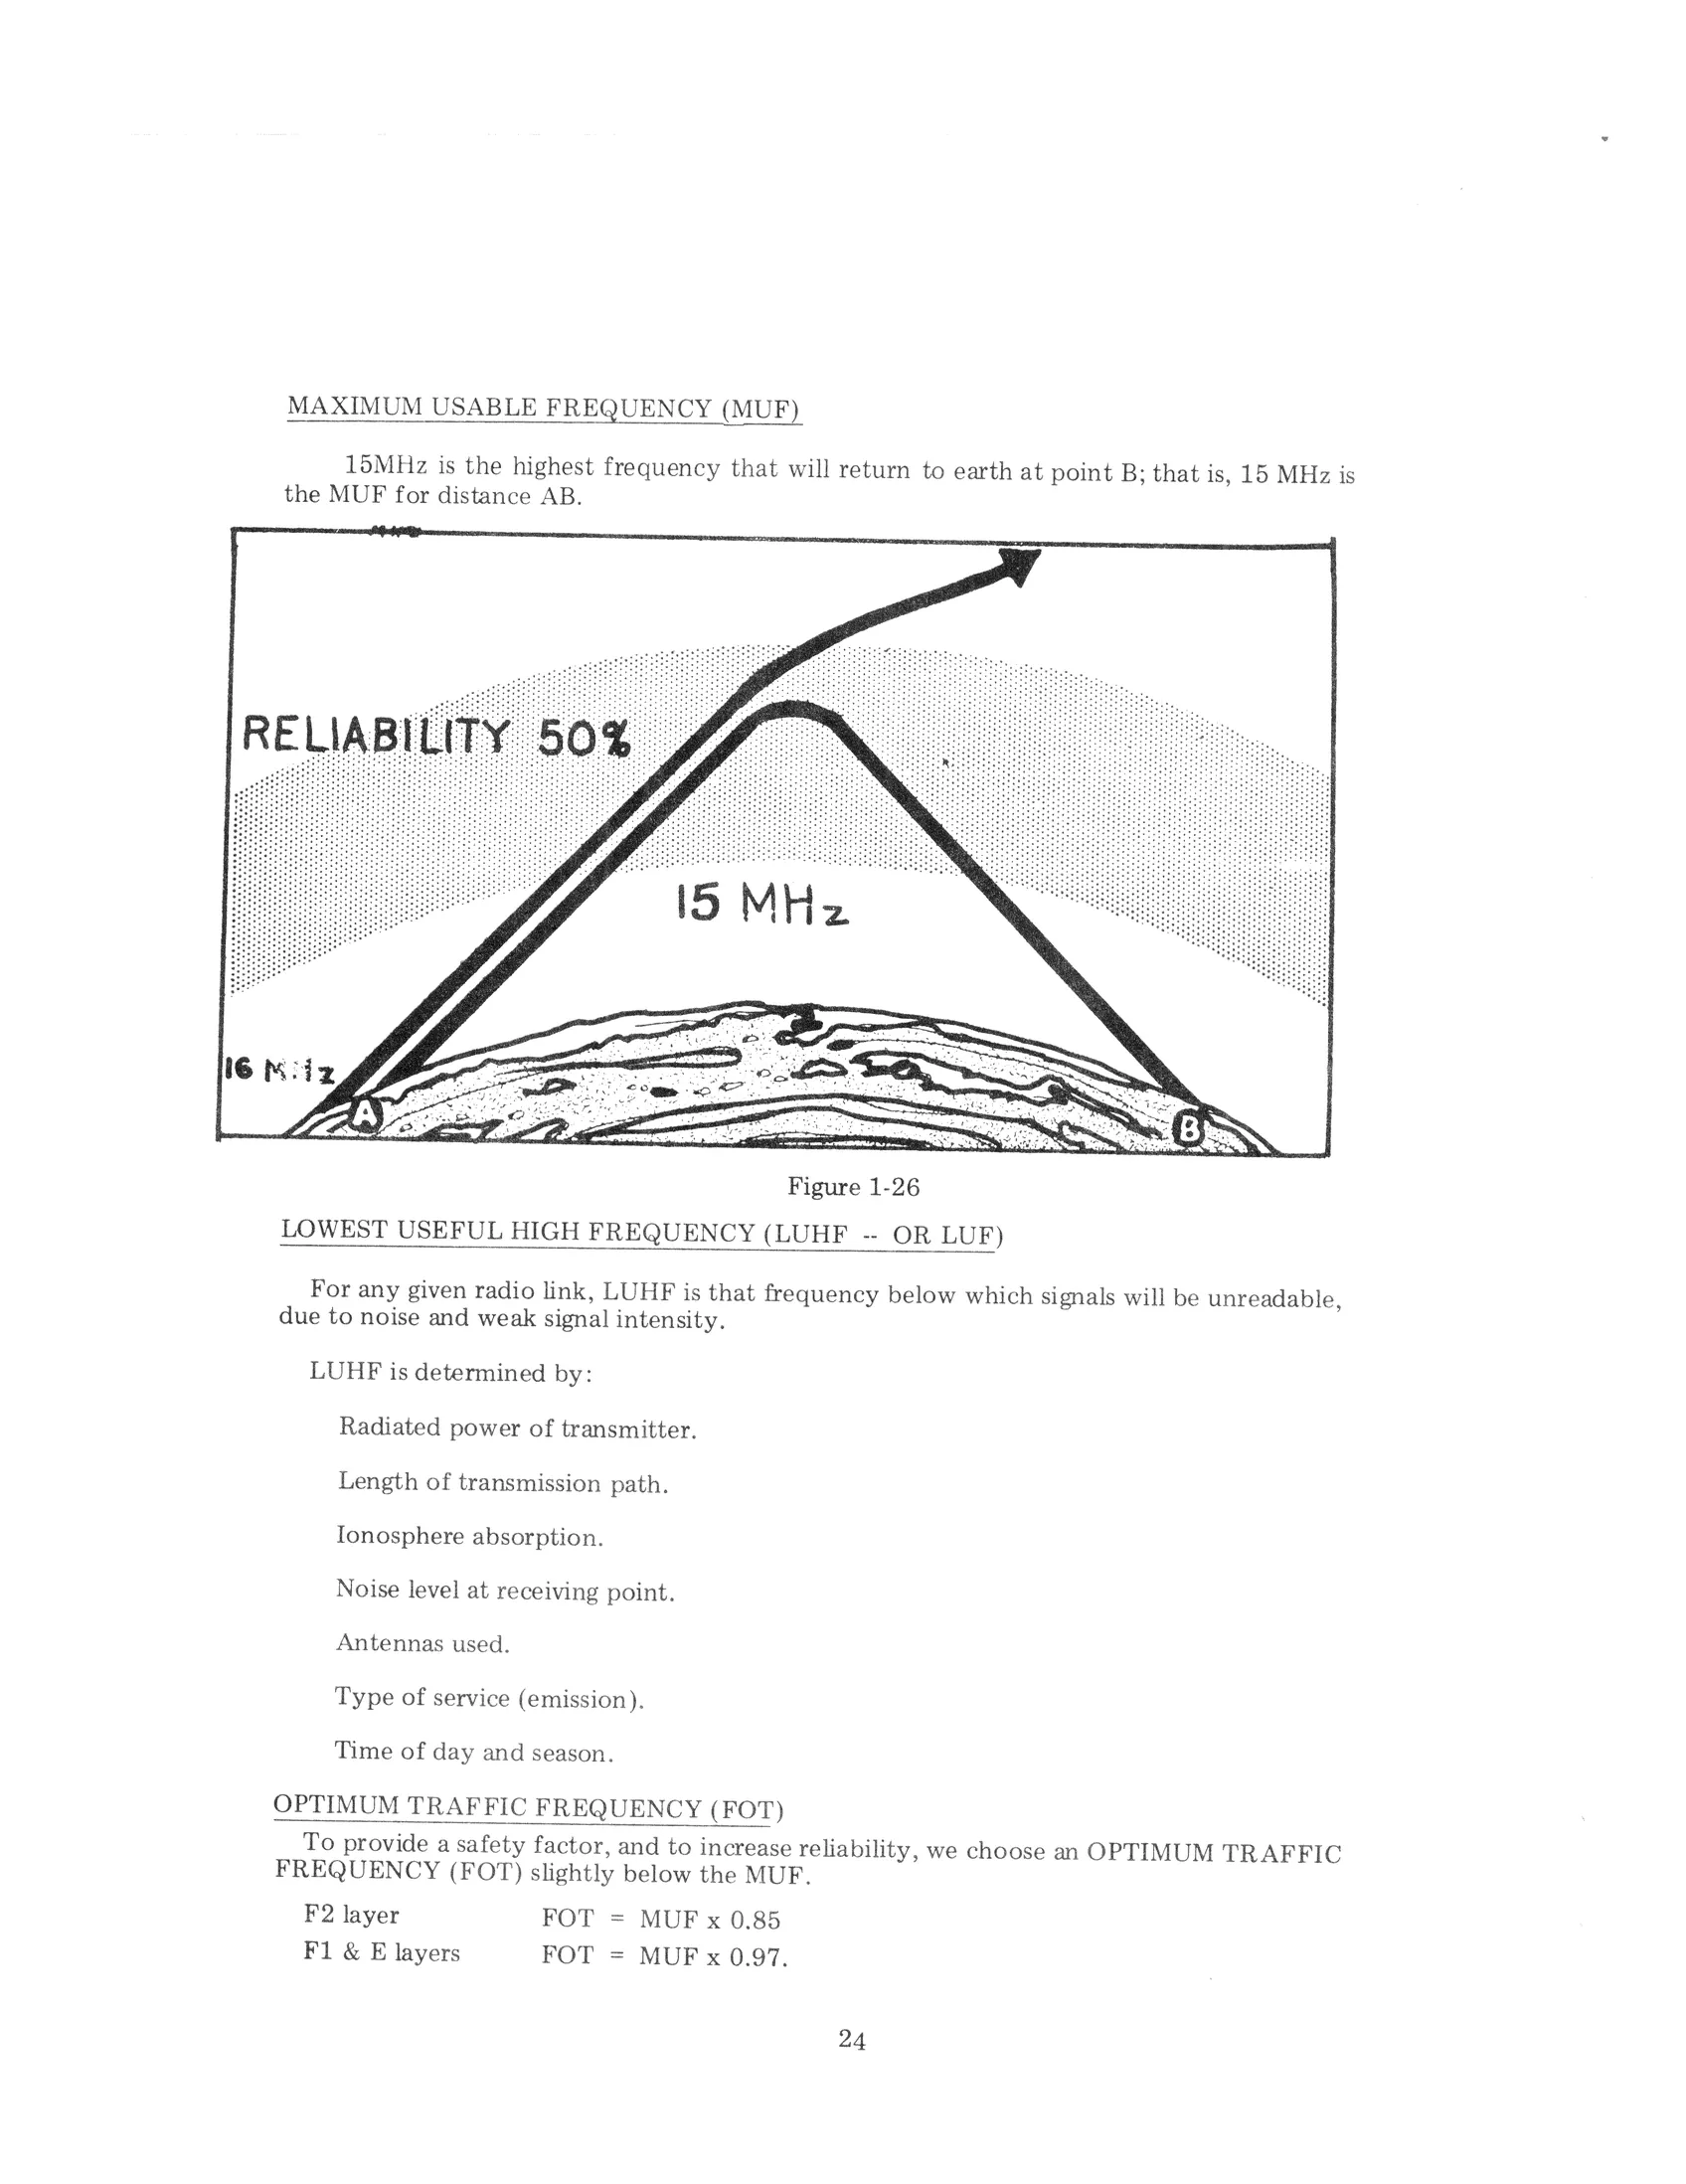 MAXIMUM USABLE FREQUENCY (MUF)
15MHz is the highest frequency that will return to earth at point B; that is, 15 MHz is
the MUF for distance AB.
RELIABILITY 50%
15 MHz
16 MHz
A
B
Figure 1-26
LOWEST USEFUL HIGH FREQUENCY (LUHF -- OR LUF)
For any given radio link, LUHF is that frequency below which signals will be unreadable,
due to noise and weak signal intensity.
LUHF is determined by:
Radiated power of transmitter.
Length of transmission path.
Ionosphere absorption.
Noise level at receiving point.
Antennas used.
Type of service (emission).
Time of day and season.
OPTIMUM TRAFFIC FREQUENCY (FOT)
To provide a safety factor, and to increase reliability, we choose an OPTIMUM TRAFFIC
FREQUENCY (FOT) slightly below the MUF.
F2 layer FOT = MUF x 0.85
F1 & E layers FOT = MUF x 0.97.
24